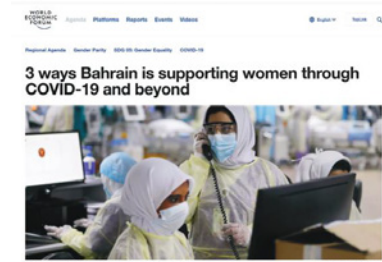 WORLD
ECONOMIC
FORUM
Agenda Platforms Reports Events Videos
English
Regional Agenda Gender Parity SDG 05: Gender Equality COVID-19
3 ways Bahrain is supporting women through
COVID-19 and beyond